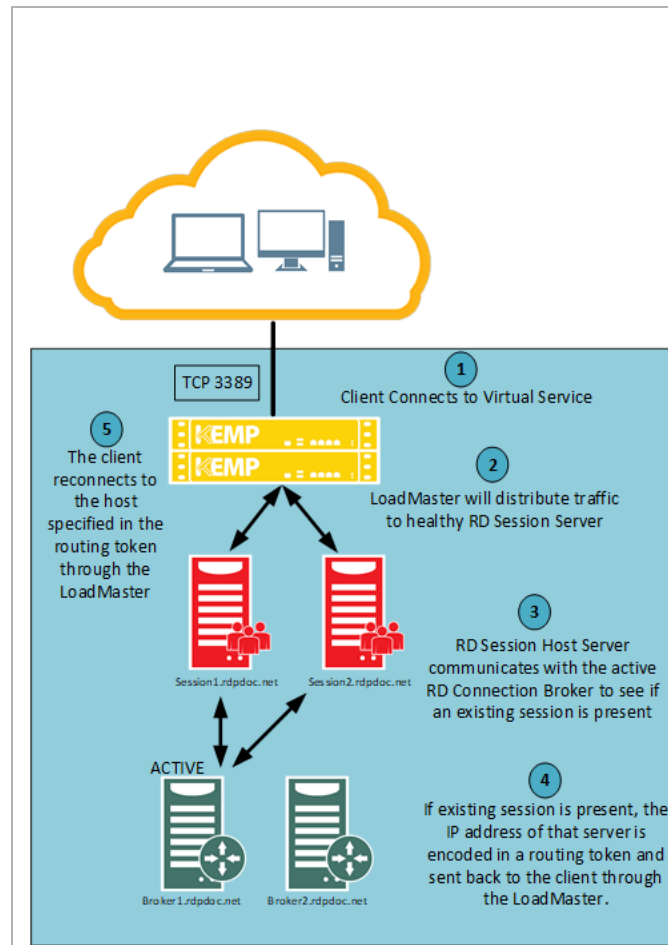 TCP 3389
1
Client Connects to Virtual Service
KEMP
KEMP
5
The client
reconnects to
the host
specified in the
routing token
through the
LoadMaster
2
LoadMaster will distribute traffic
to healthy RD Session Server
Session1.rdpdoc.net
Session2.rdpdoc.net
3
RD Session Host Server
communicates with the active
RD Connection Broker to see if
an existing session is present
ACTIVE
Broker1.rdpdoc.net
Broker2.rdpdoc.net
4
If existing session is present, the
IP address of that server is
encoded in a routing token and
sent back to the client through
the LoadMaster.